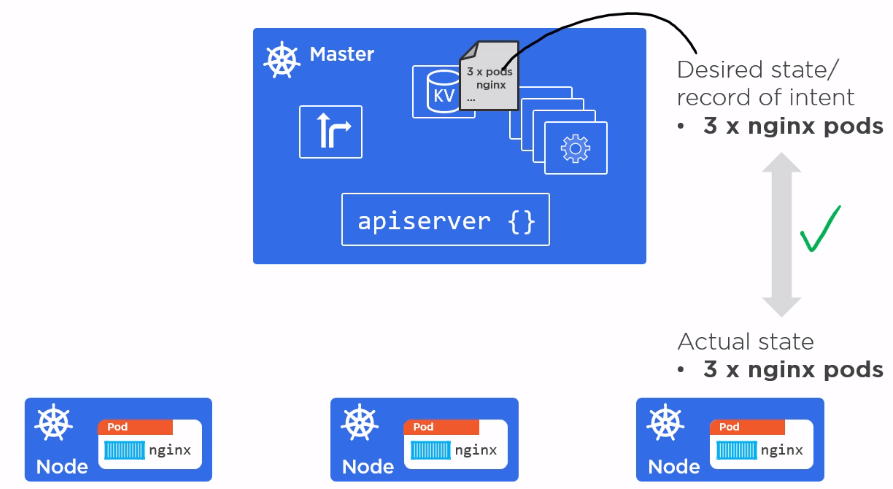 Master
3 x pods
nginx
...
KV
apiserver {}
Desired state/
record of intent
• 3 x nginx pods
Actual state
• 3 x nginx pods
Pod
nginx
Node
Pod
nginx
Node
Pod
nginx
Node